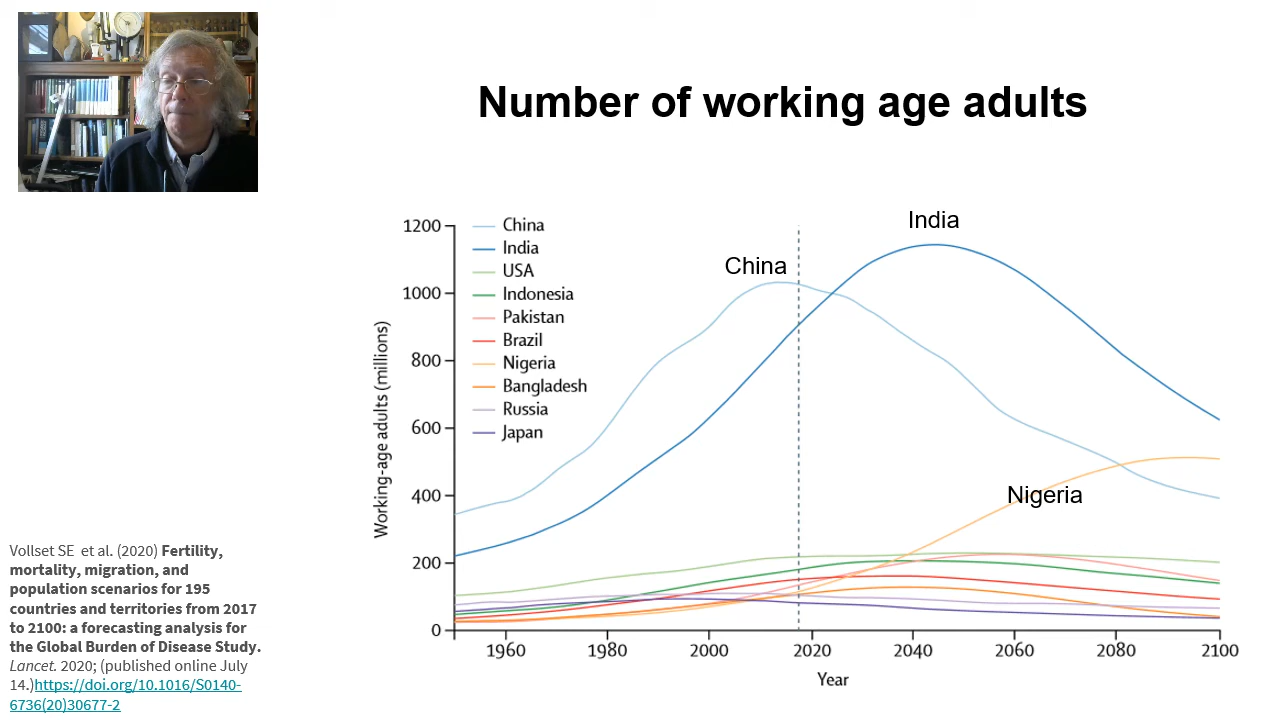 Number of working age adults
1200
1000
800
600
400
200
0
Working-age adults (millions)
China
India
USA
Indonesia
Pakistan
Brazil
Nigeria
Bangladesh
Russia
Japan
China
India
Nigeria
1960 1980 2000 2020 2040 2060 2080 2100
Year
Vollset SE et al. (2020) Fertility,
mortality, migration, and
population scenarios for 195
countries and territories from 2017
to 2100: a forecasting analysis for
the Global Burden of Disease Study.
Lancet. 2020; (published online July
14.)https://doi.org/10.1016/S0140-
6736(20)30677-2